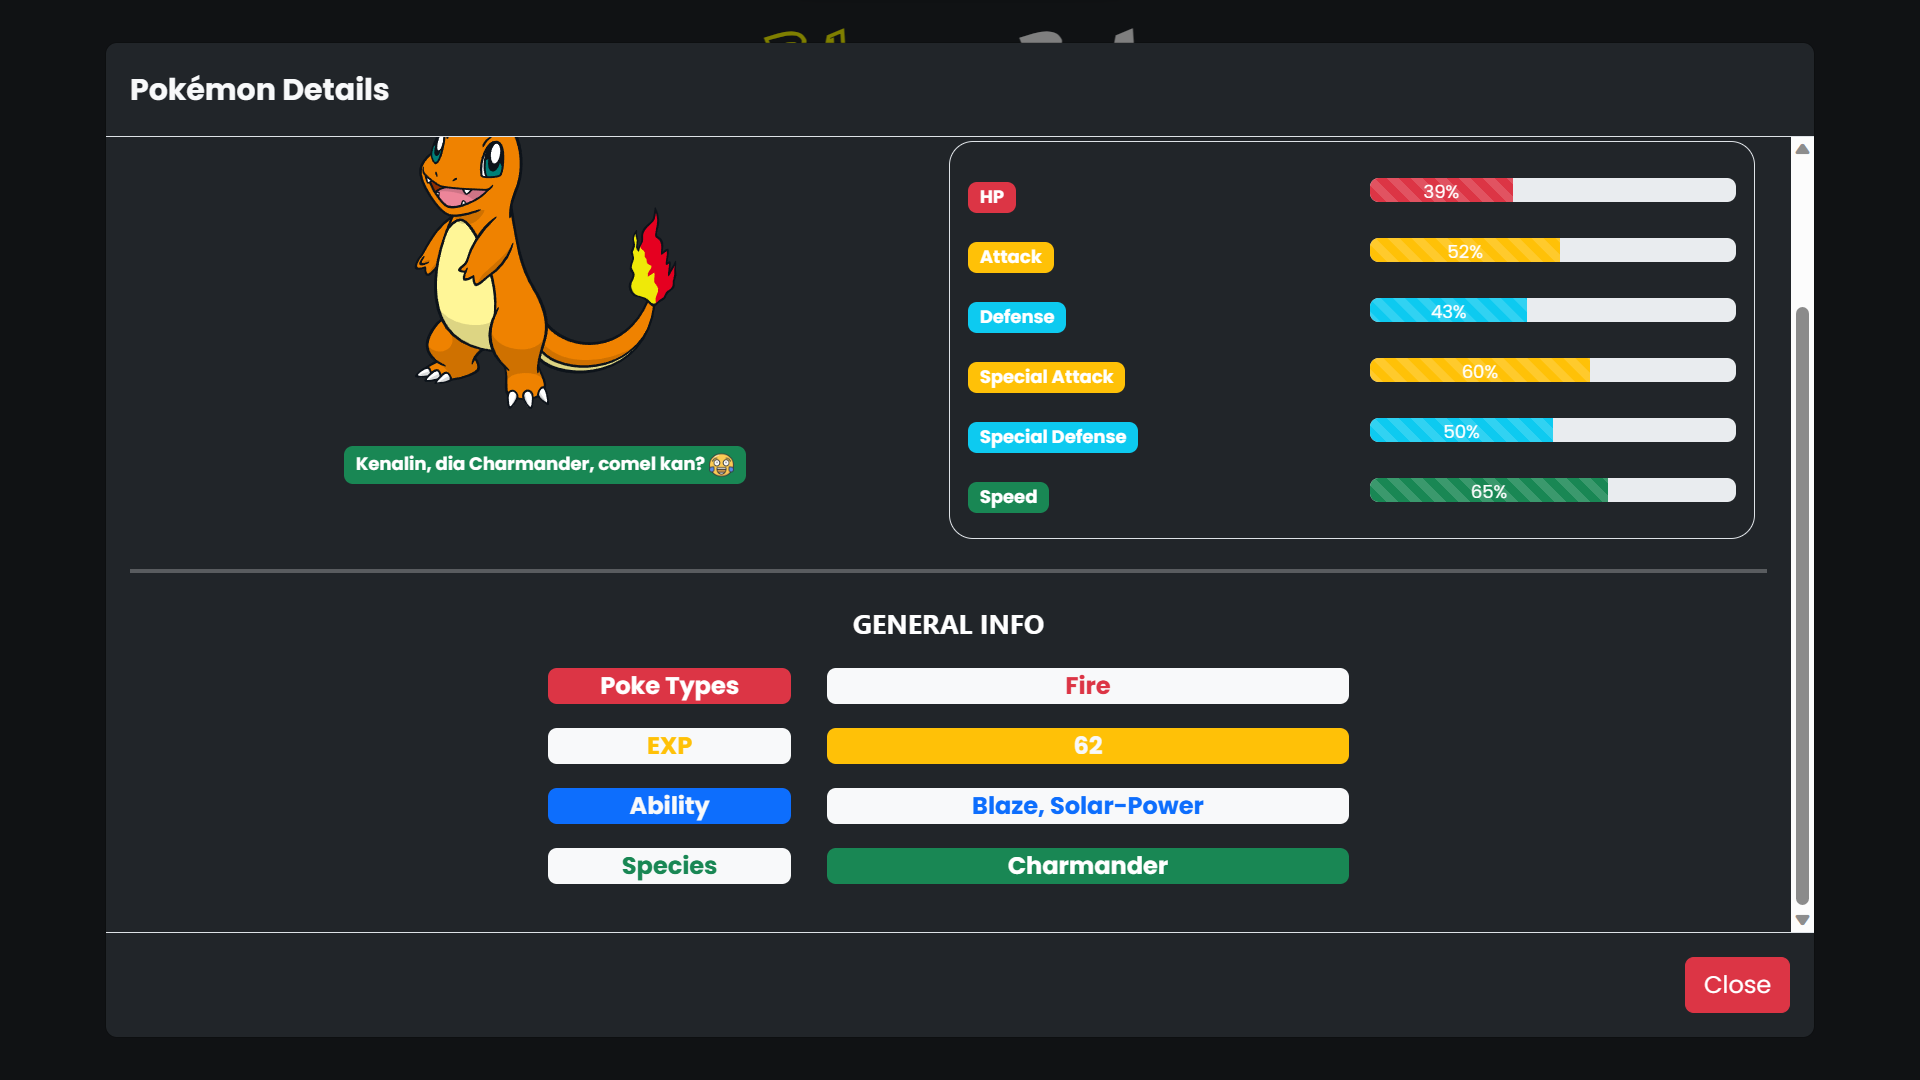 Pokémon Details
Kenalin, dia Charmander, comel kan? 😭
HP 39%
Attack 52%
Defense 43%
Special Attack 60%
Special Defense 50%
Speed 65%
GENERAL INFO
Poke Types Fire
EXP 62
Ability Blaze, Solar-Power
Species Charmander
Close